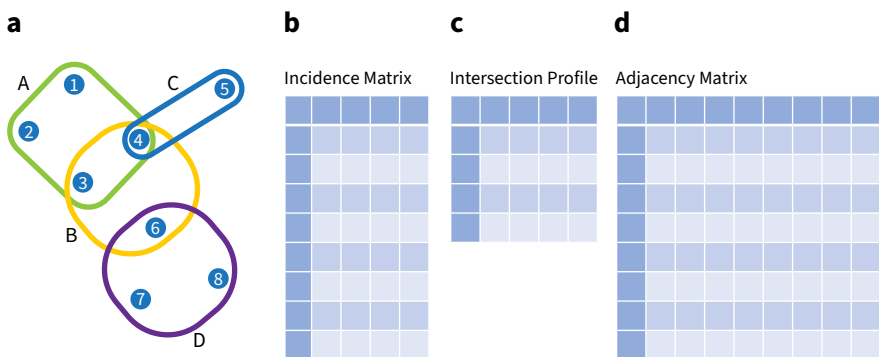 a
b
c
d
Incidence Matrix
Intersection Profile
Adjacency Matrix
A
C
1
5
2
4
3
B
6
8
7
D